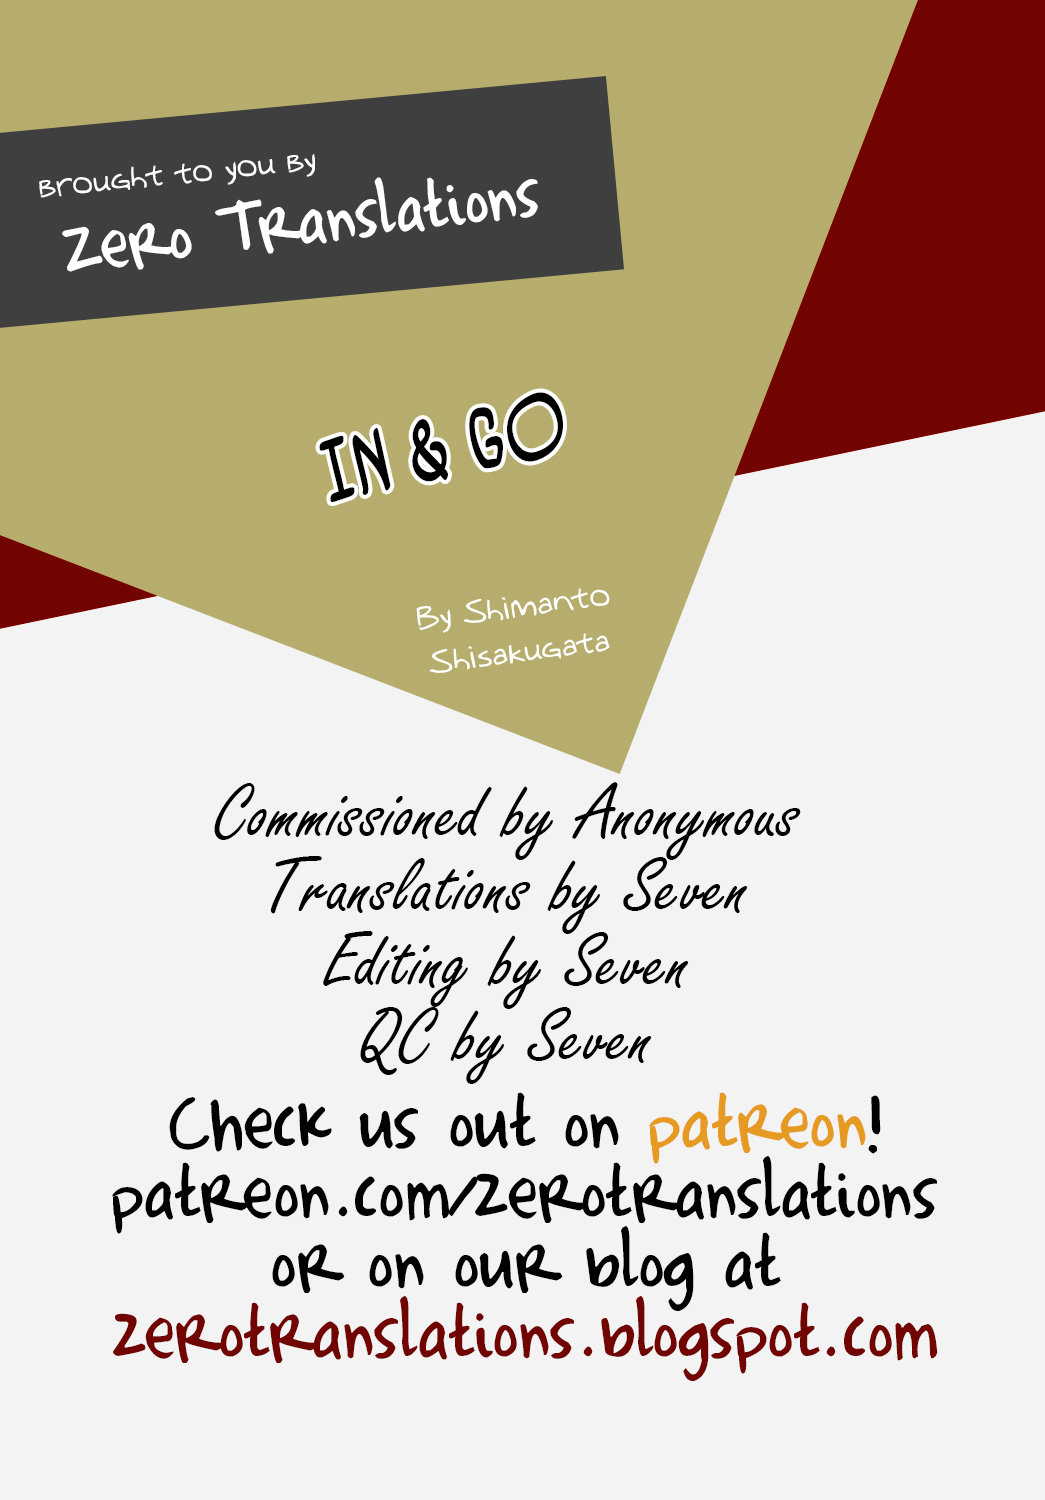 Brought to you By
Zero Translations
IN & GO
By Shimanto
Shisakugata
Commissioned by Anonymous
Translations by Seven
Editing by Seven
QC by Seven
Check us out on patreon!
patreon.com/zerotranslations
or on our blog at
zerotranslations.blogspot.com